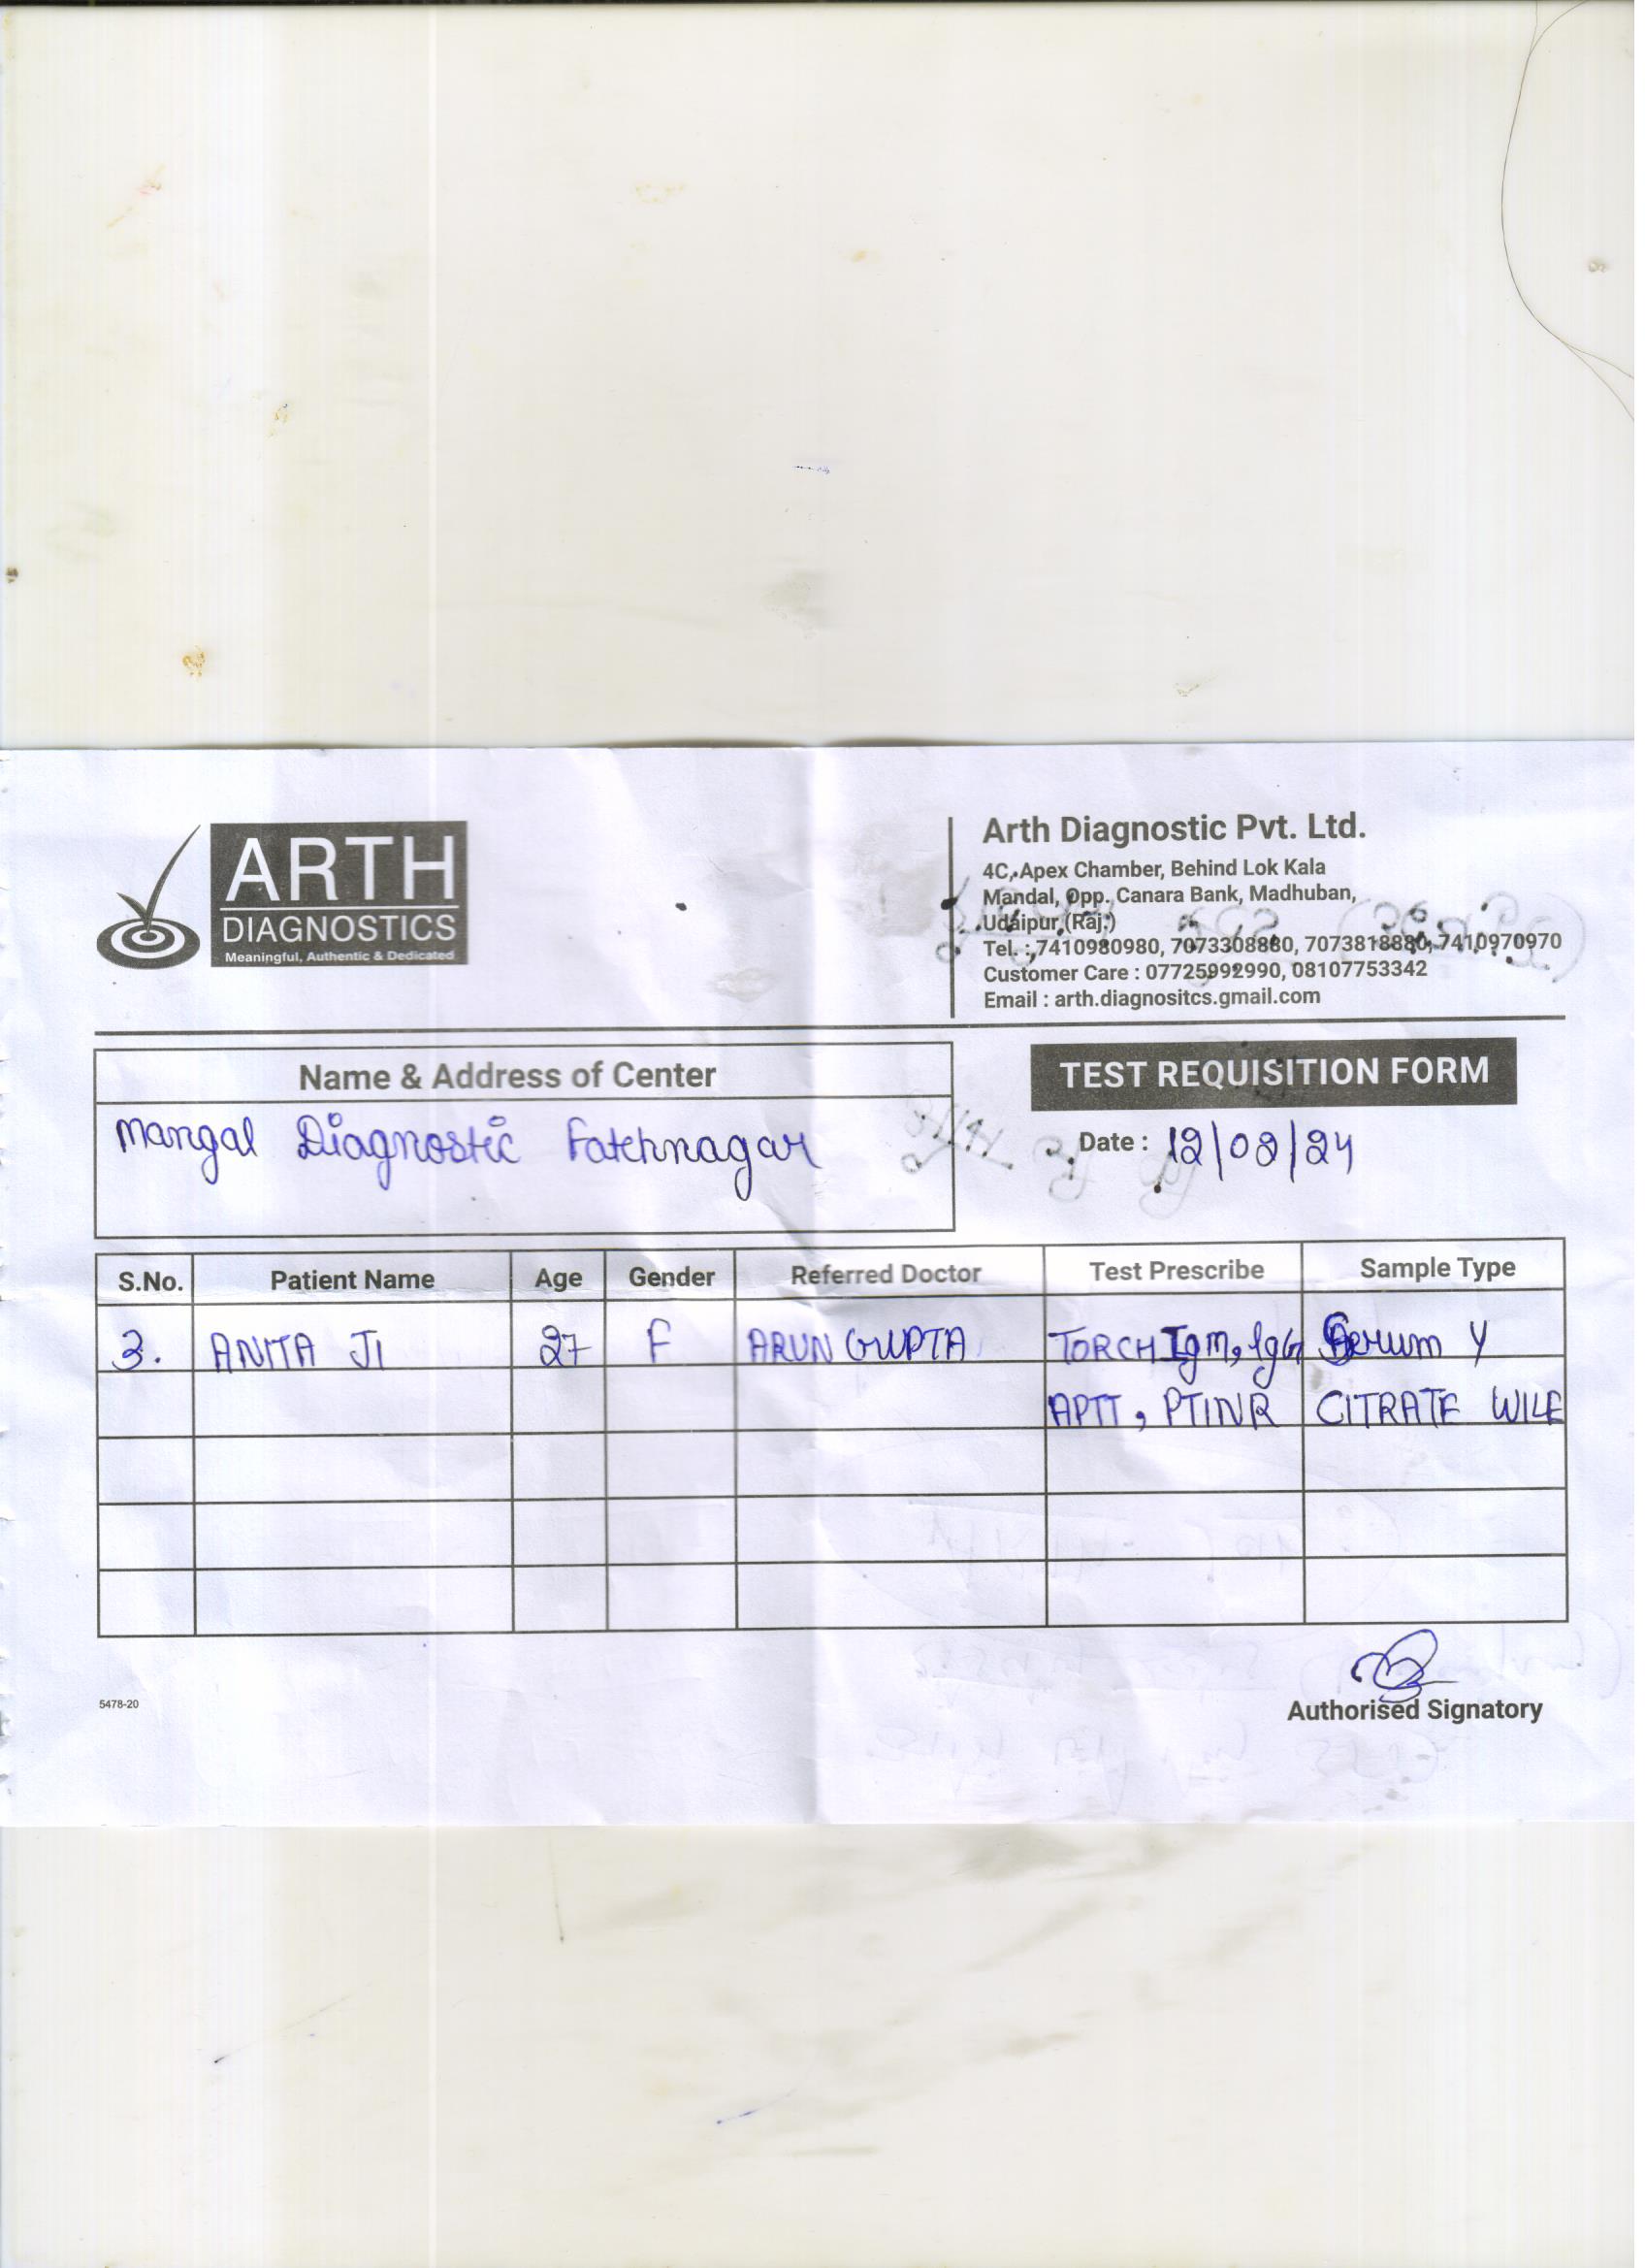 ARTH
DIAGNOSTICS
Meaningful, Authentic & Dedicated
Arth Diagnostic Pvt. Ltd.
4C, Apex Chamber, Behind Lok Kala
Mandal, Opp. Canara Bank, Madhuban,
Udaipur (Raj.)
Tel. : 7410980980, 7073308880, 7073818880, 7410970970
Customer Care : 07725992990, 08107753342
Email : arth.diagnositcs.gmail.com
Name & Address of Center
Mangal Diagnostic Fatehnagar
TEST REQUISITION FORM
Date : 12/02/24
S.No. Patient Name Age Gender Referred Doctor Test Prescribe Sample Type
3. ANITA JI 27 F ARUN GUPTA TORCH IgM, IgG Serum Y
APTT, PTINR CITRATE
5478-20
Authorised Signatory